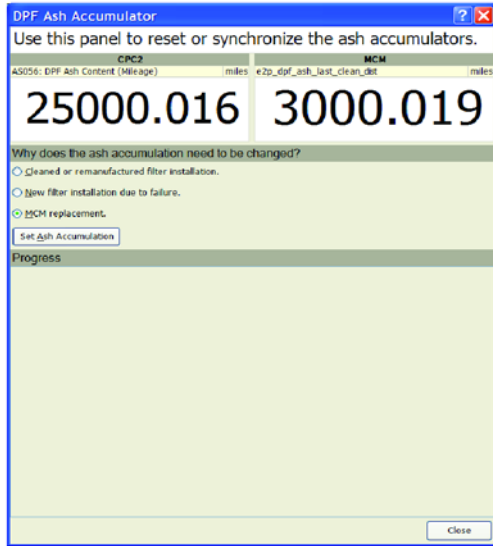 DPF Ash Accumulator
Use this panel to reset or synchronize the ash accumulators.
CPC2 MCM
AS056: DPF Ash Content (Mileage) miles e2p_dpf_ash_last_clean_dist miles
25000.016 3000.019
Why does the ash accumulation need to be changed?
Cleaned or remanufactured filter installation.
New filter installation due to failure.
MCM replacement.
Set Ash Accumulation
Progress
Close